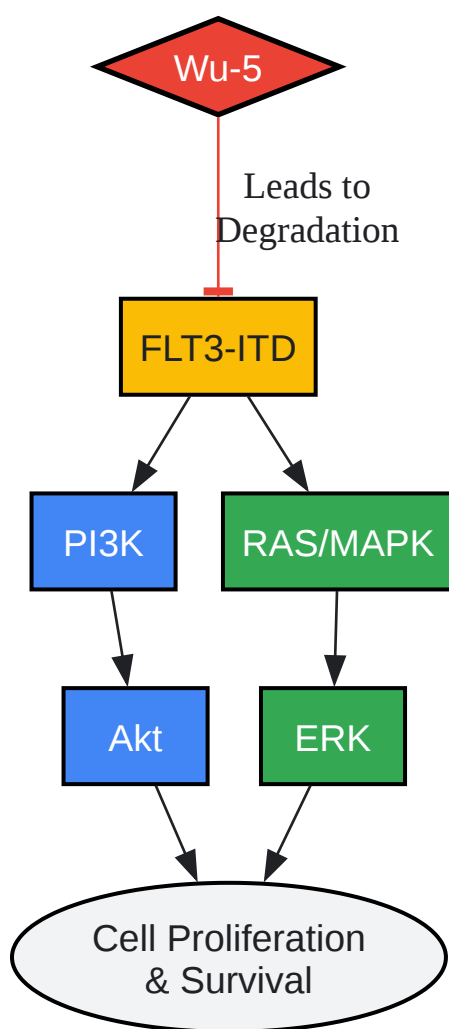 Wu-5
Leads to
Degradation
FLT3-ITD
PI3K
RAS/MAPK
Akt
ERK
Cell Proliferation
& Survival